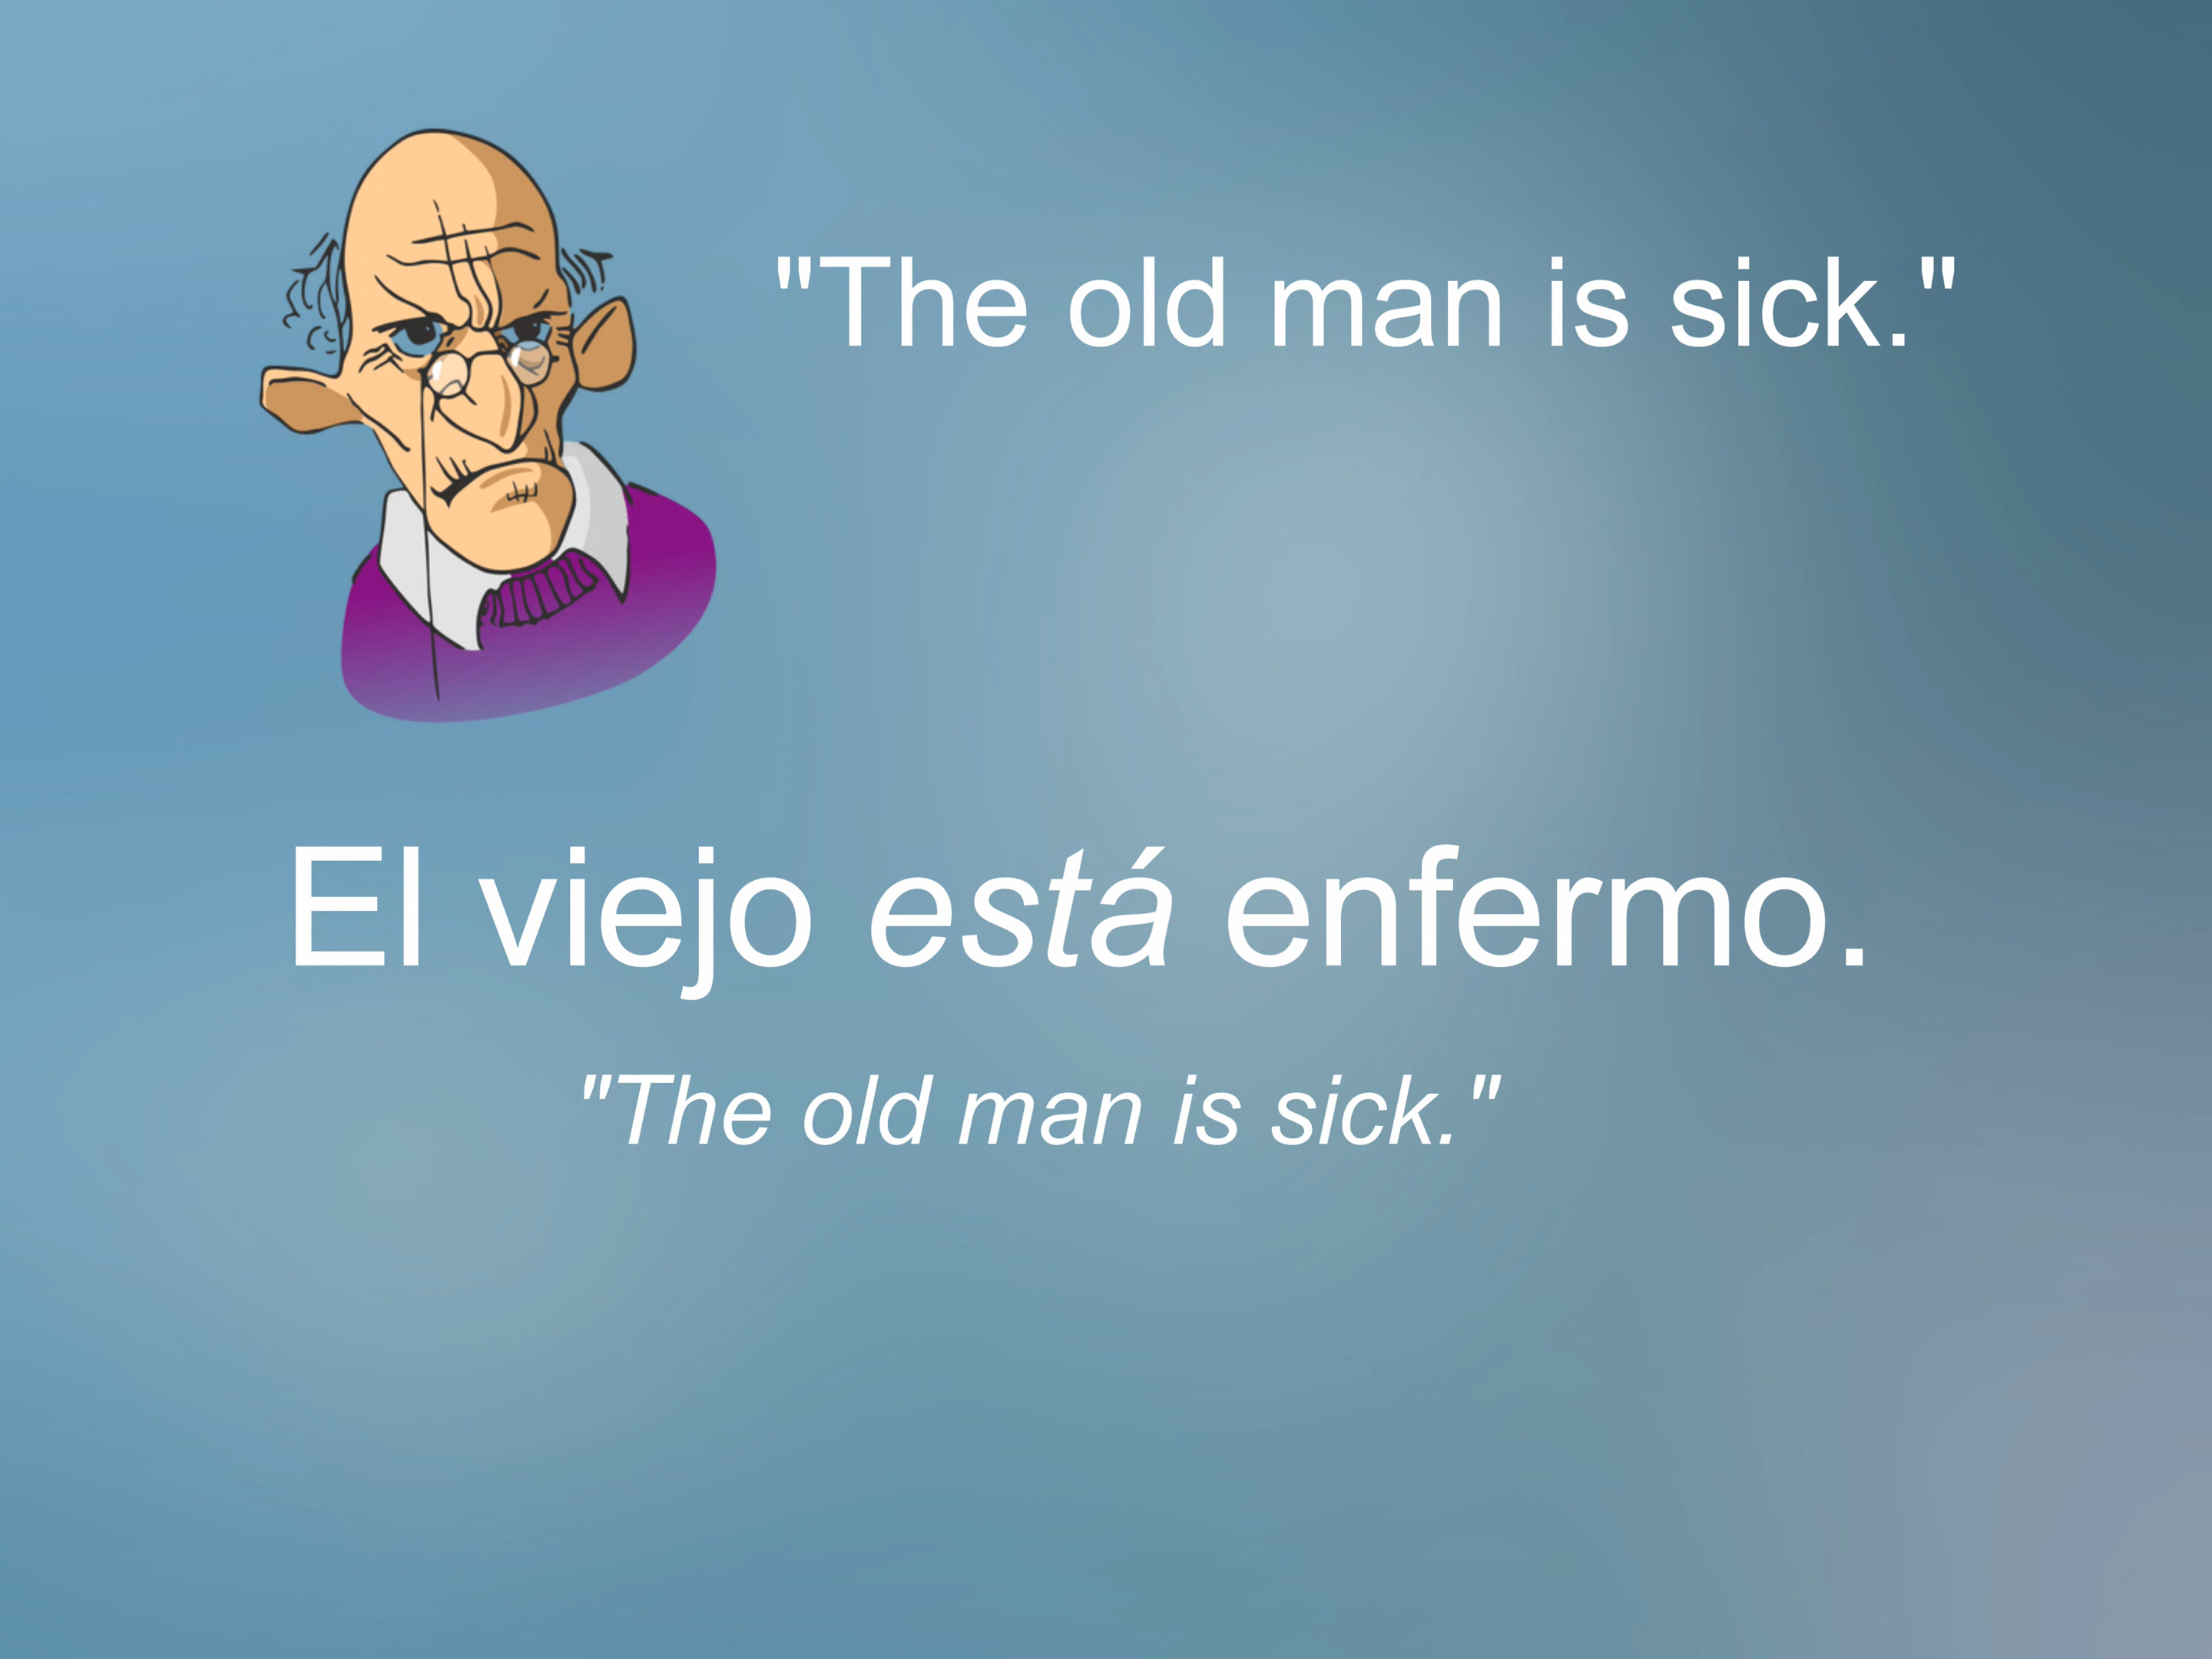 "The old man is sick."
El viejo está enfermo.
"The old man is sick."